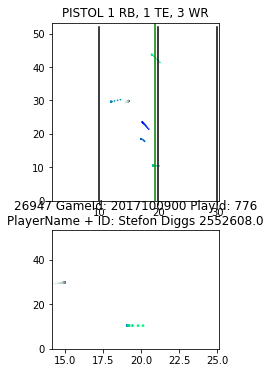 PISTOL 1 RB, 1 TE, 3 WR
50
40
30
20
10
0
10 20 30
26947 GameId: 2017100900 PlayId: 776
PlayerName + ID: Stefon Diggs 2552608.0
40
20
0
15.0 17.5 20.0 22.5 25.0